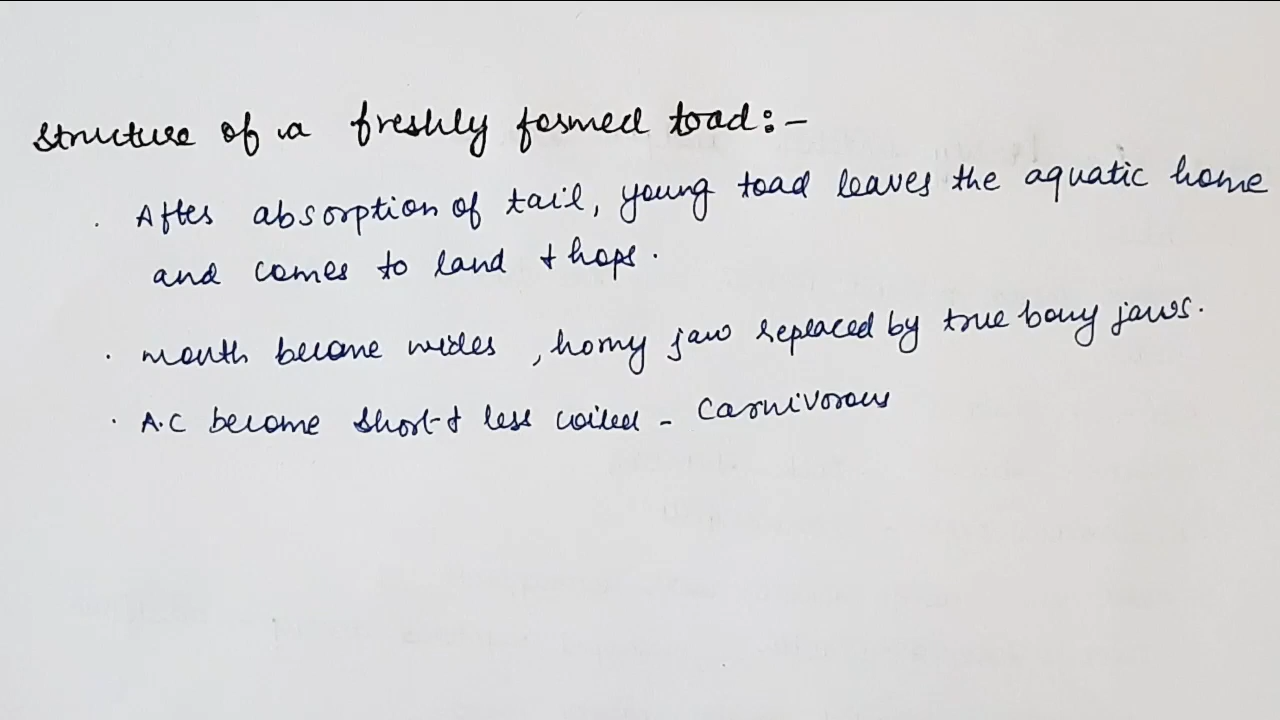 Structure of a freshly formed toad:-
. After absorption of tail, young toad leaves the aquatic home
and comes to land & hops.
. mouth become wider, horny jaw replaced by true bony jaws.
. A.C become short & less coiled - Carnivorous